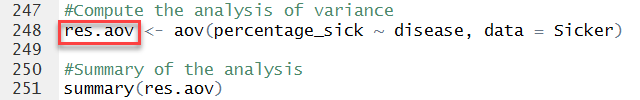 247 #Compute the analysis of variance
248 res.aov <- aov(percentage_sick ~ disease, data = Sicker)
249
250 #Summary of the analysis
251 summary(res.aov)